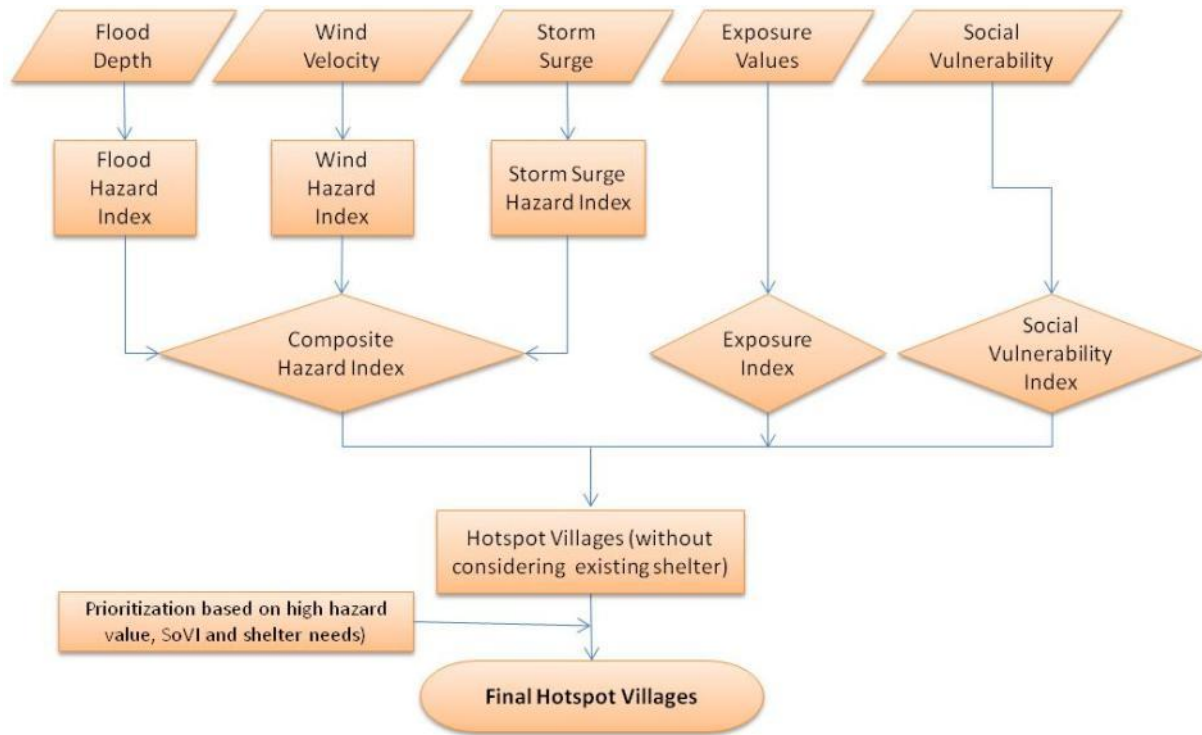 Flood
Depth
Wind
Velocity
Storm
Surge
Exposure
Values
Social
Vulnerability
Flood
Hazard
Index
Wind
Hazard
Index
Storm Surge
Hazard Index
Composite
Hazard Index
Exposure
Index
Social
Vulnerability
Index
Hotspot Villages (without
considering existing shelter)
Prioritization based on high hazard
value, SoVI and shelter needs)
Final Hotspot Villages